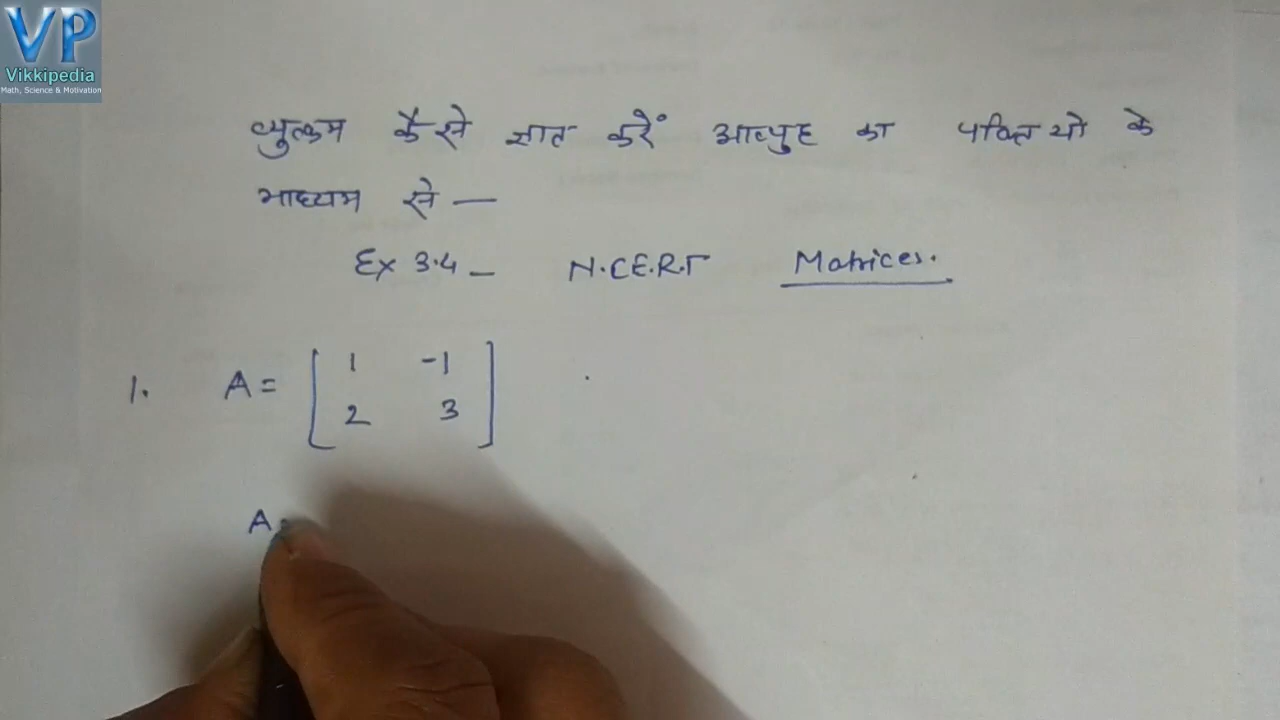 VP
Vikkipedia
Math, Science & Motivation
व्युत्क्रम कैसे ज्ञात करें आव्युह का पंक्तियो के
माध्यम से —
Ex 3.4 — N.C.E.R.T Matrices.
1. A = [ 1 -1
2 3 ]
A =